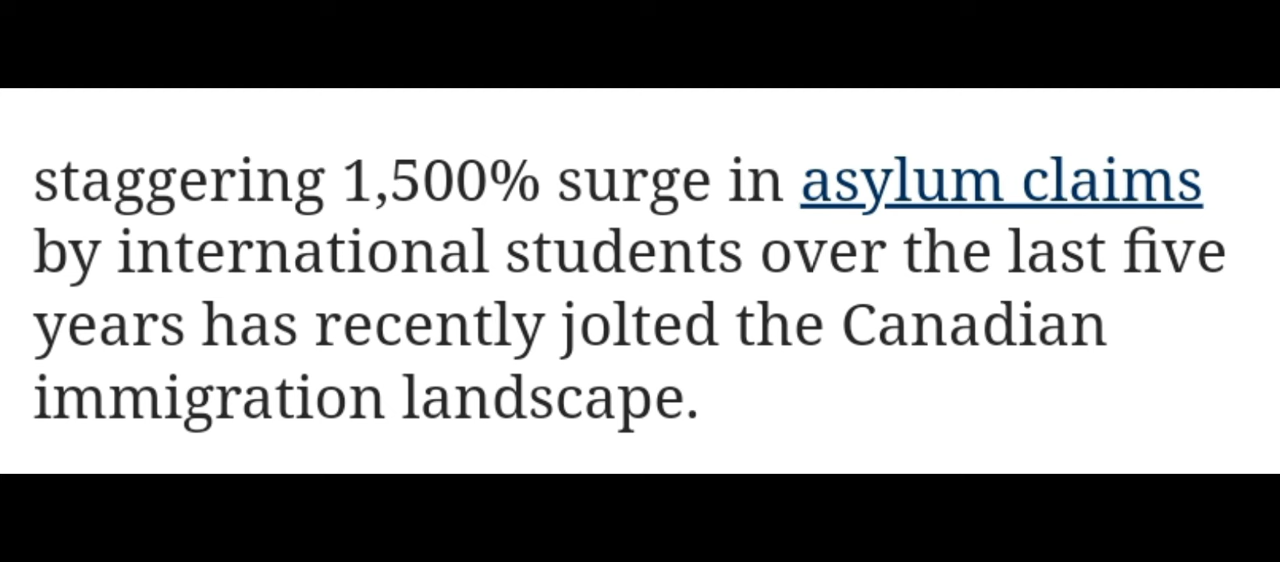 staggering 1,500% surge in asylum claims
by international students over the last five
years has recently jolted the Canadian
immigration landscape.